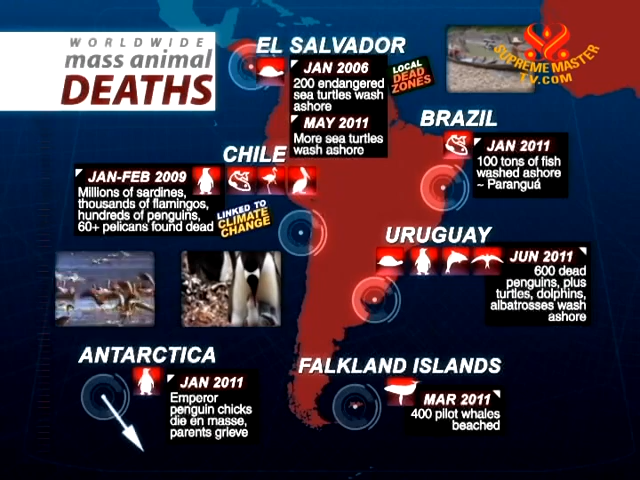 WORLDWIDE
mass animal
DEATHS
EL SALVADOR
JAN 2006
200 endangered
sea turtles wash
ashore
MAY 2011
More sea turtles
wash ashore
LOCAL
DEAD
ZONES
SUPREME MASTER
TV.COM
BRAZIL
JAN 2011
100 tons of fish
washed ashore
~ Paranguá
CHILE
JAN-FEB 2009
Millions of sardines,
thousands of flamingos,
hundreds of penguins,
60+ pelicans found dead
LINKED TO
CLIMATE
CHANGE
URUGUAY
JUN 2011
600 dead
penguins, plus
turtles, dolphins,
albatrosses wash
ashore
ANTARCTICA
JAN 2011
Emperor
penguin chicks
die en masse,
parents grieve
FALKLAND ISLANDS
MAR 2011
400 pilot whales
beached